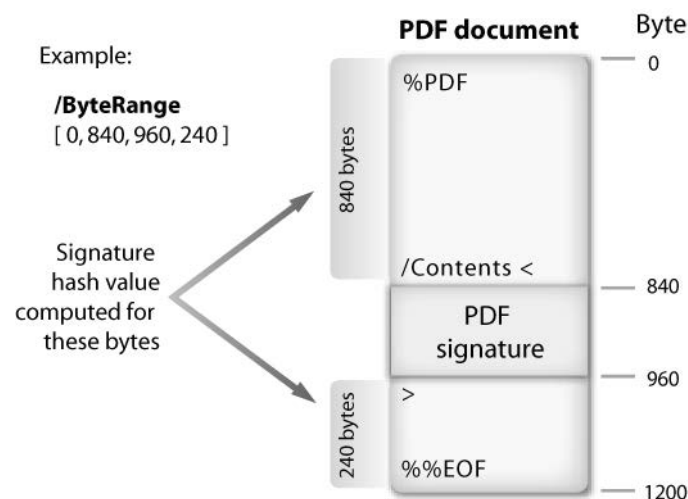 PDF document
Byte
Example:
/ByteRange
[ 0, 840, 960, 240 ]
0
%PDF
840 bytes
Signature
hash value
computed for
these bytes
/Contents <
840
PDF
signature
960
>
240 bytes
%%EOF
1200